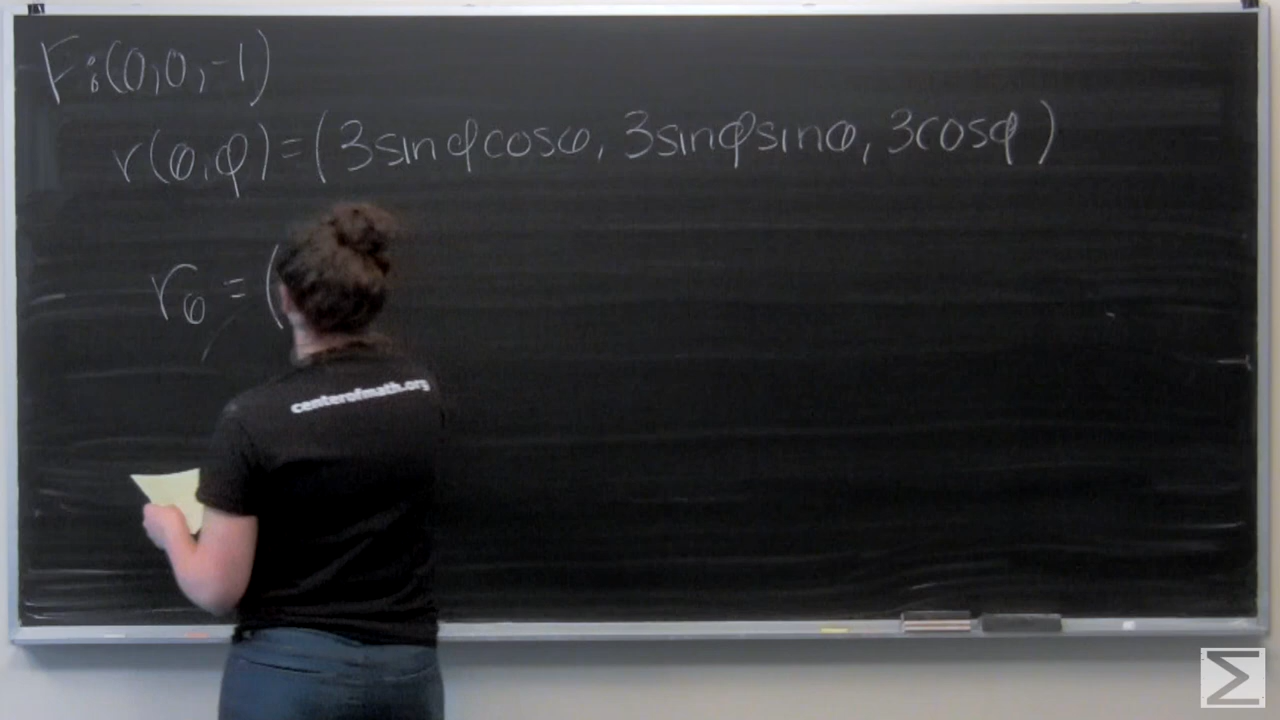 F:(0,0,-1)
r(θ,φ)=(3sinφcosθ, 3sinφsinθ, 3cosφ)
r_θ = (
centerofmath.org
Σ